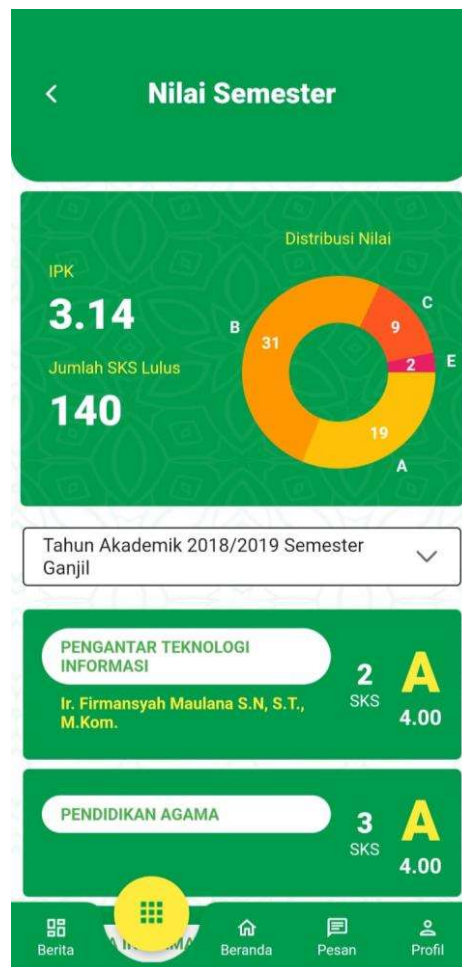 Nilai Semester
Distribusi Nilai
IPK
3.14
Jumlah SKS Lulus
140
B
31
C
9
2
E
19
A
Tahun Akademik 2018/2019 Semester
Ganjil
PENGANTAR TEKNOLOGI
INFORMASI
Ir. Firmansyah Maulana S.N, S.T.,
M.Kom.
2
SKS
A
4.00
PENDIDIKAN AGAMA
3
SKS
A
4.00
Berita
Beranda
Pesan
Profil